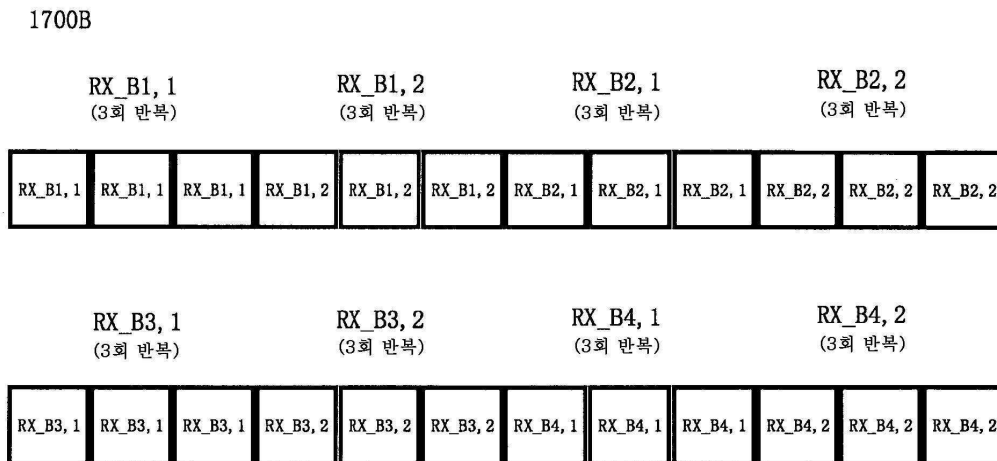 1700B
RX_B1, 1 RX_B1, 2 RX_B2, 1 RX_B2, 2
(3회 반복) (3회 반복) (3회 반복) (3회 반복)
RX_B1, 1 RX_B1, 1 RX_B1, 1 RX_B1, 2 RX_B1, 2 RX_B1, 2 RX_B2, 1 RX_B2, 1 RX_B2, 1 RX_B2, 2 RX_B2, 2 RX_B2, 2
RX_B3, 1 RX_B3, 2 RX_B4, 1 RX_B4, 2
(3회 반복) (3회 반복) (3회 반복) (3회 반복)
RX_B3, 1 RX_B3, 1 RX_B3, 1 RX_B3, 2 RX_B3, 2 RX_B3, 2 RX_B4, 1 RX_B4, 1 RX_B4, 1 RX_B4, 2 RX_B4, 2 RX_B4, 2